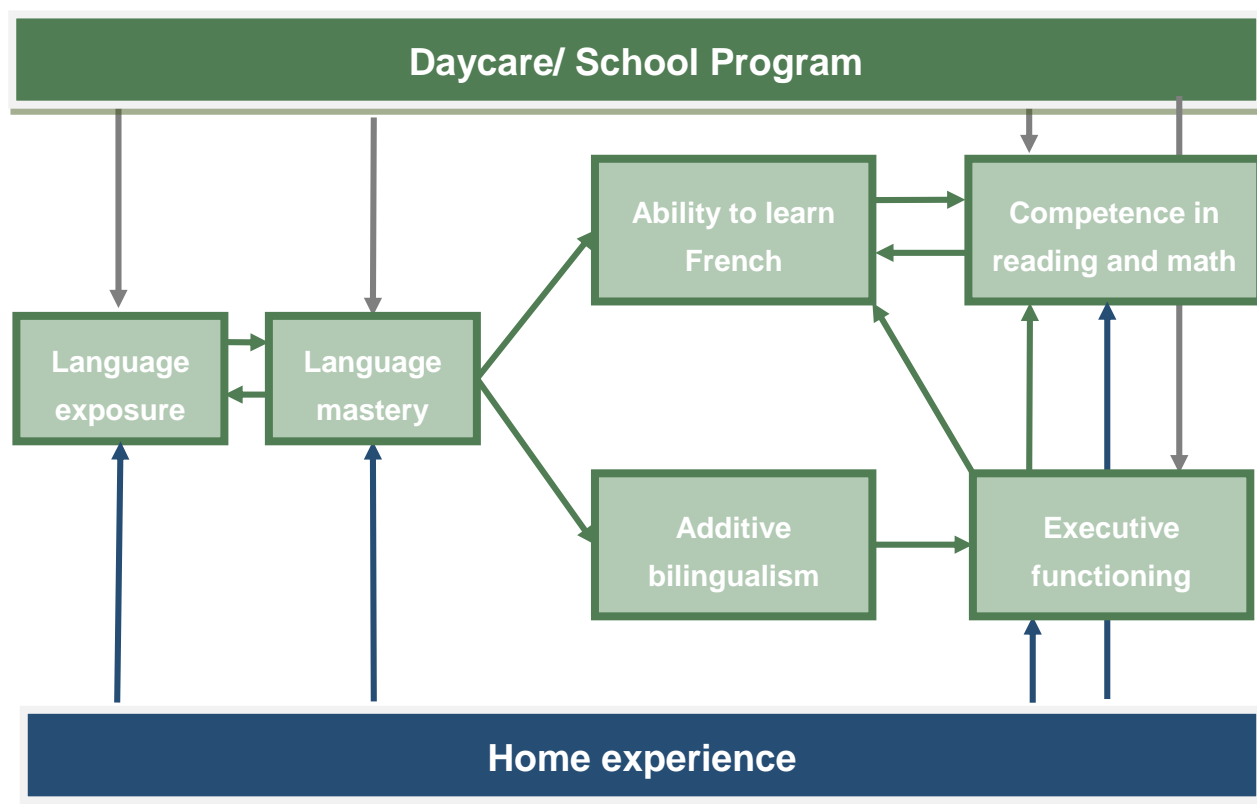 Daycare/ School Program
Ability to learn
French
Competence in
reading and math
Language
exposure
Language
mastery
Additive
bilingualism
Executive
functioning
Home experience